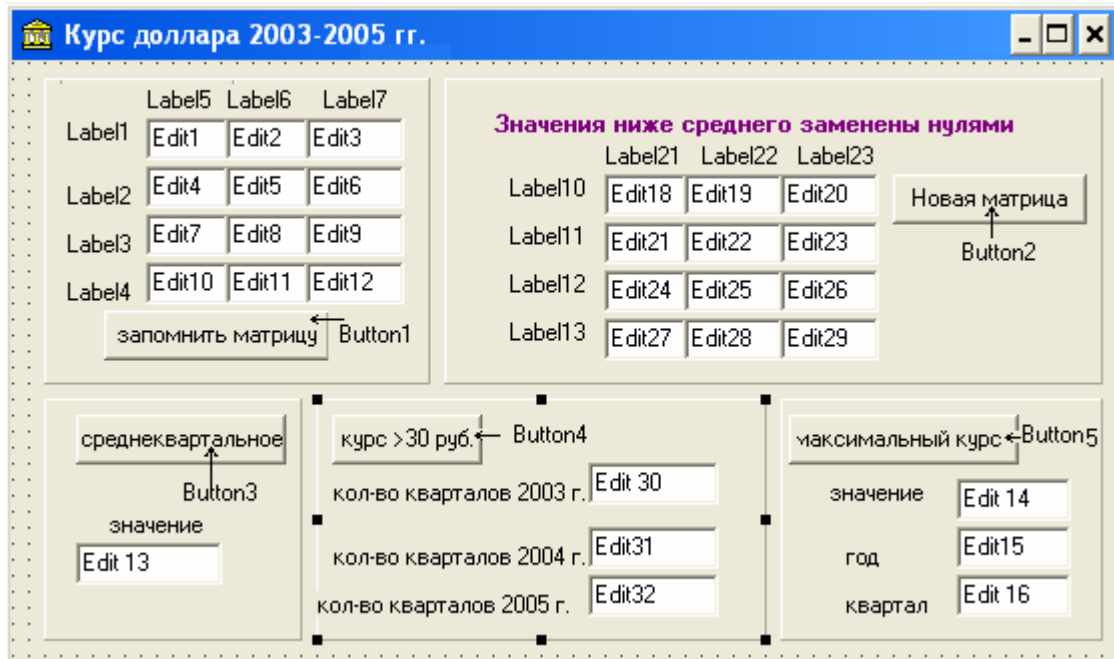 Курс доллара 2003-2005 гг.
Label5 Label6 Label7
Label1 Edit1 Edit2 Edit3
Label2 Edit4 Edit5 Edit6
Label3 Edit7 Edit8 Edit9
Label4 Edit10 Edit11 Edit12
запомнить матрицу Button1
Значения ниже среднего заменены нулями
Label21 Label22 Label23
Label10 Edit18 Edit19 Edit20
Label11 Edit21 Edit22 Edit23
Label12 Edit24 Edit25 Edit26
Label13 Edit27 Edit28 Edit29
Новая матрица
Button2
среднеквартальное
Button3
значение
Edit 13
курс >30 руб. Button4
кол-во кварталов 2003 г. Edit 30
кол-во кварталов 2004 г. Edit31
кол-во кварталов 2005 г. Edit32
максимальный курс Button5
значение Edit 14
год Edit15
квартал Edit 16